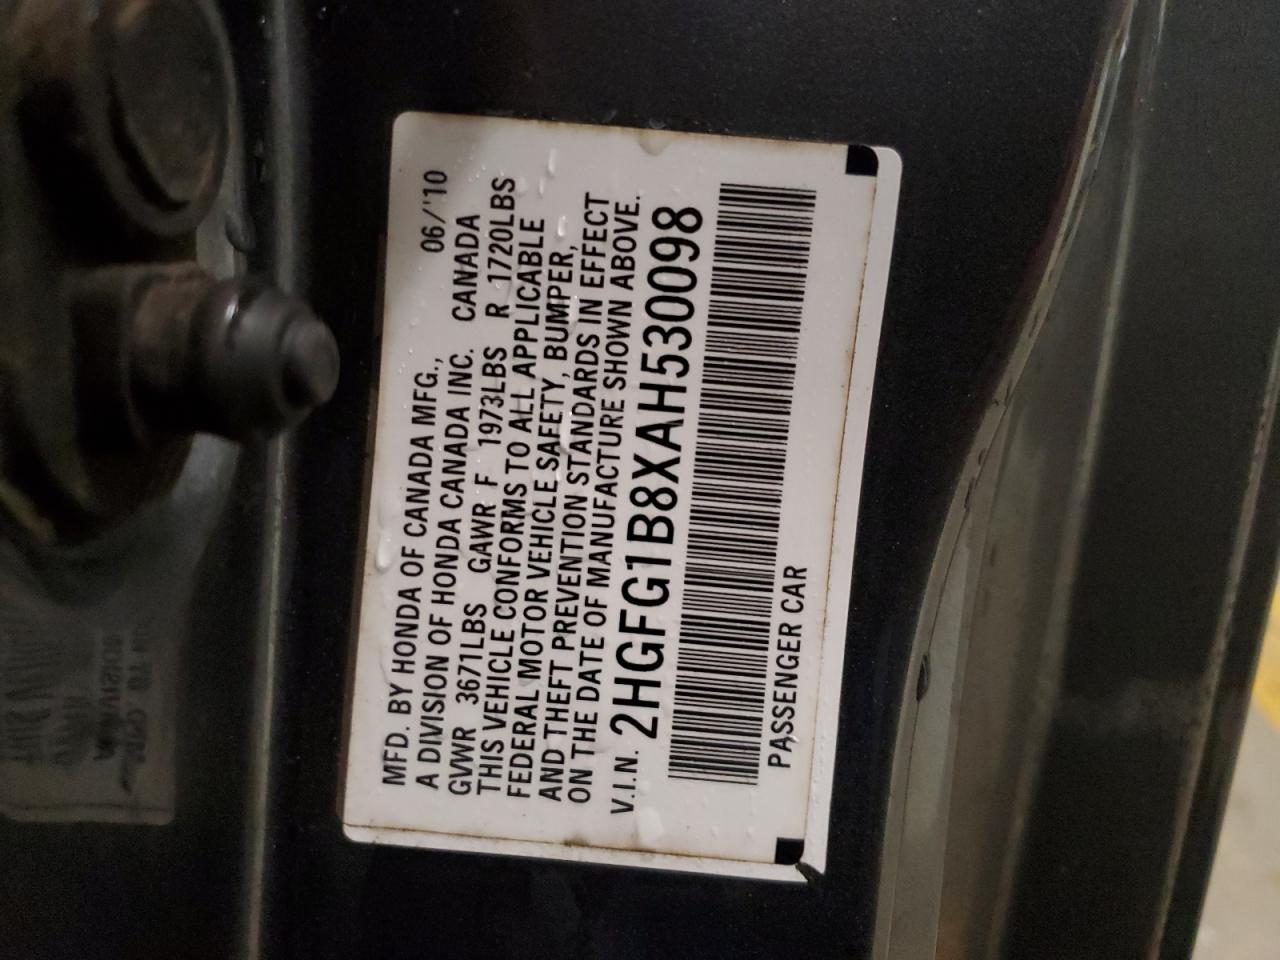 MFD. BY HONDA OF CANADA MFG., 06/'10
A DIVISION OF HONDA CANADA INC. CANADA
GVWR 3671LBS GAWR F 1973LBS R 1720LBS
THIS VEHICLE CONFORMS TO ALL APPLICABLE
FEDERAL MOTOR VEHICLE SAFETY, BUMPER,
AND THEFT PREVENTION STANDARDS IN EFFECT
ON THE DATE OF MANUFACTURE SHOWN ABOVE.
V.I.N. 2HGFG1B8XAH530098
PASSENGER CAR